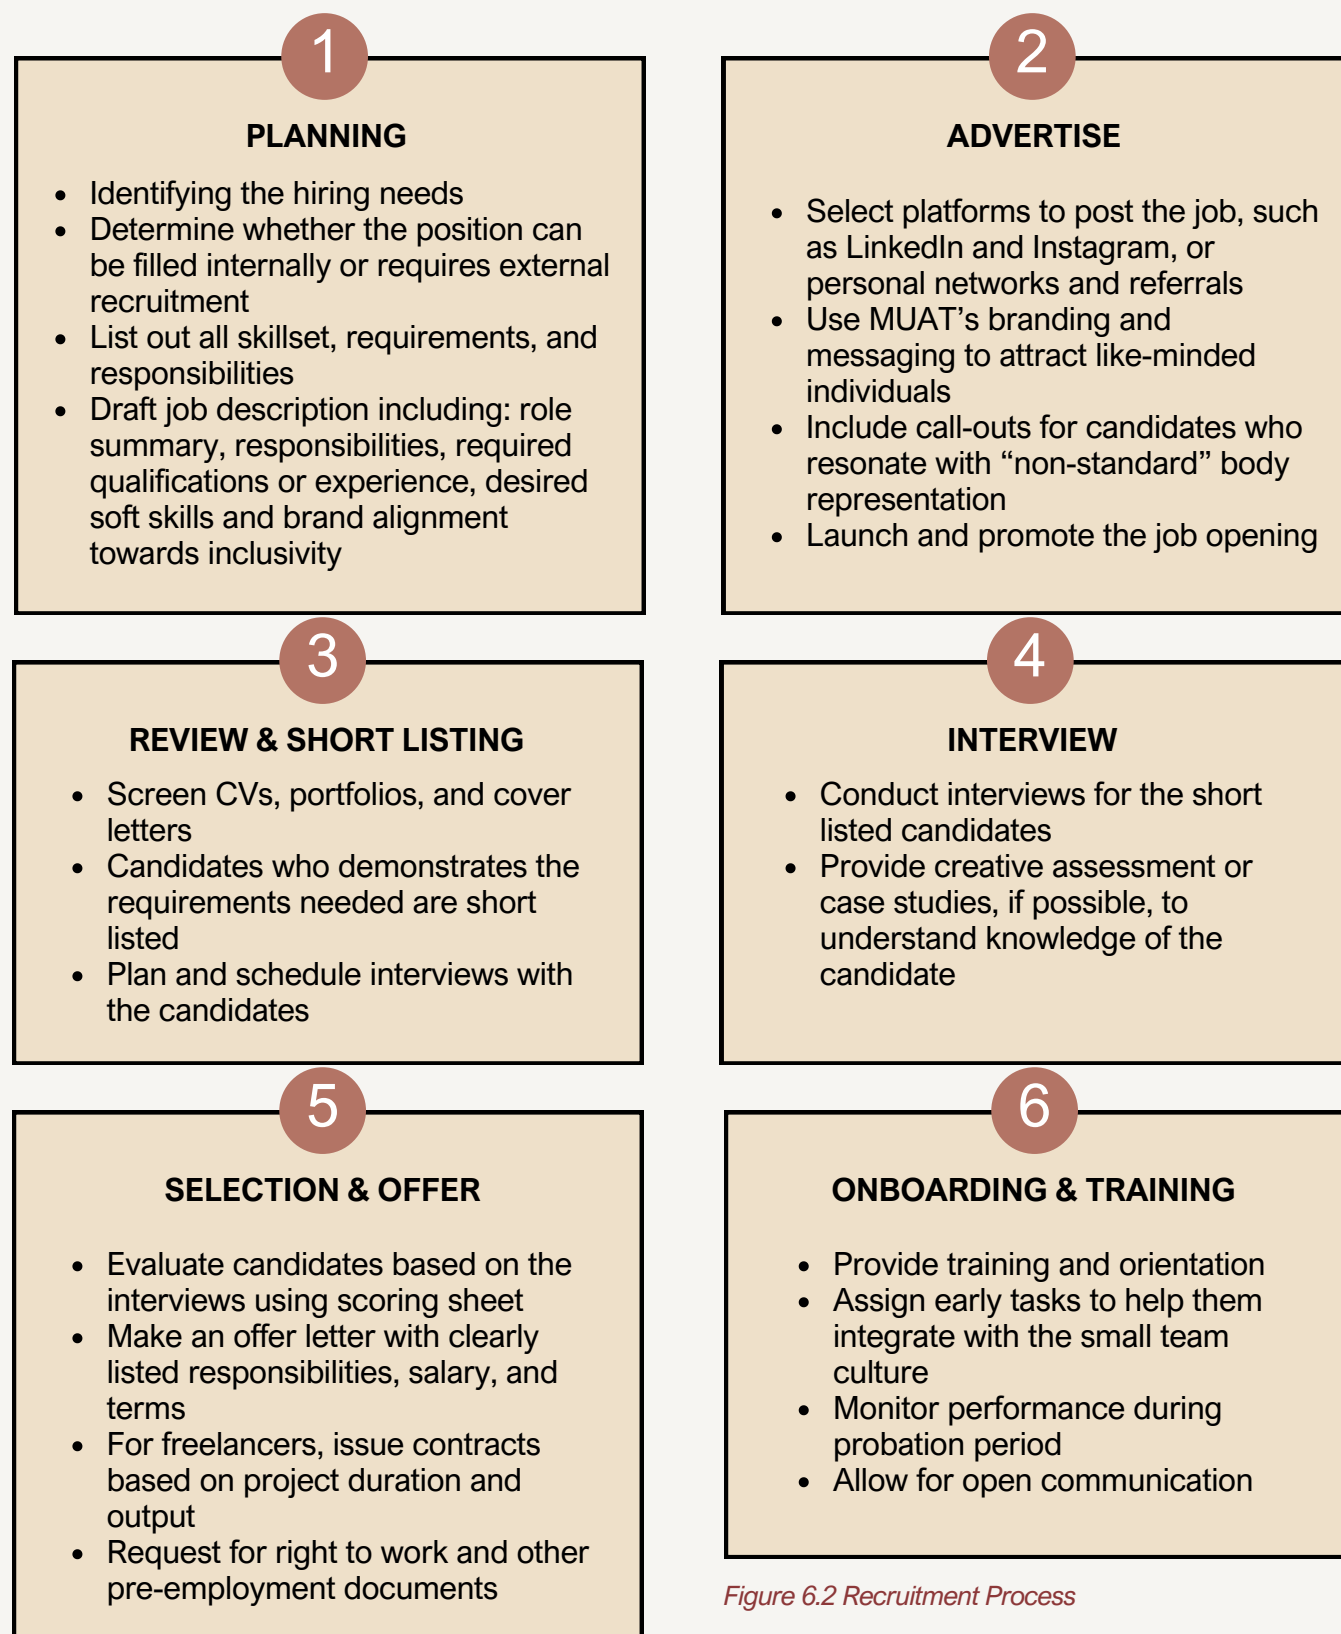 1
PLANNING
• Identifying the hiring needs
• Determine whether the position can
be filled internally or requires external
recruitment
• List out all skillset, requirements, and
responsibilities
• Draft job description including: role
summary, responsibilities, required
qualifications or experience, desired
soft skills and brand alignment
towards inclusivity
2
ADVERTISE
• Select platforms to post the job, such
as LinkedIn and Instagram, or
personal networks and referrals
• Use MUAT’s branding and
messaging to attract like-minded
individuals
• Include call-outs for candidates who
resonate with “non-standard” body
representation
• Launch and promote the job opening
3
REVIEW & SHORT LISTING
• Screen CVs, portfolios, and cover
letters
• Candidates who demonstrates the
requirements needed are short
listed
• Plan and schedule interviews with
the candidates
4
INTERVIEW
• Conduct interviews for the short
listed candidates
• Provide creative assessment or
case studies, if possible, to
understand knowledge of the
candidate
5
SELECTION & OFFER
• Evaluate candidates based on the
interviews using scoring sheet
• Make an offer letter with clearly
listed responsibilities, salary, and
terms
• For freelancers, issue contracts
based on project duration and
output
• Request for right to work and other
pre-employment documents
6
ONBOARDING & TRAINING
• Provide training and orientation
• Assign early tasks to help them
integrate with the small team
culture
• Monitor performance during
probation period
• Allow for open communication
Figure 6.2 Recruitment Process